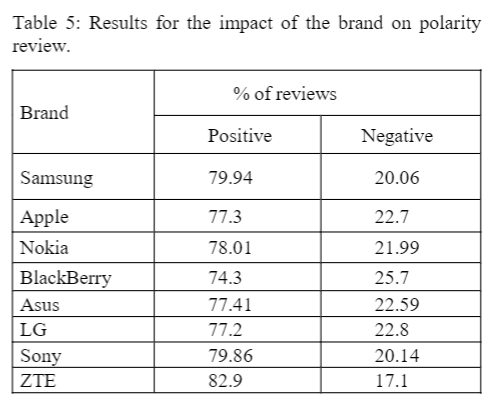 Table 5: Results for the impact of the brand on polarity
review.
Brand
% of reviews
Positive Negative
Samsung 79.94 20.06
Apple 77.3 22.7
Nokia 78.01 21.99
BlackBerry 74.3 25.7
Asus 77.41 22.59
LG 77.2 22.8
Sony 79.86 20.14
ZTE 82.9 17.1